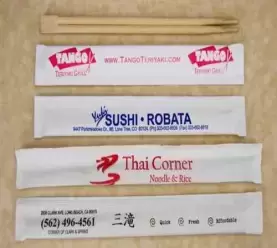 TANGO
TERIYAKI GRILL
WWW.TANGOTERIYAKI.COM
TANGO
TERIYAKI GRILL
SUSHI • ROBATA
Thai Corner
Noodle & Rice
(562) 496-4561
三滝
Quick
Fresh
Affordable